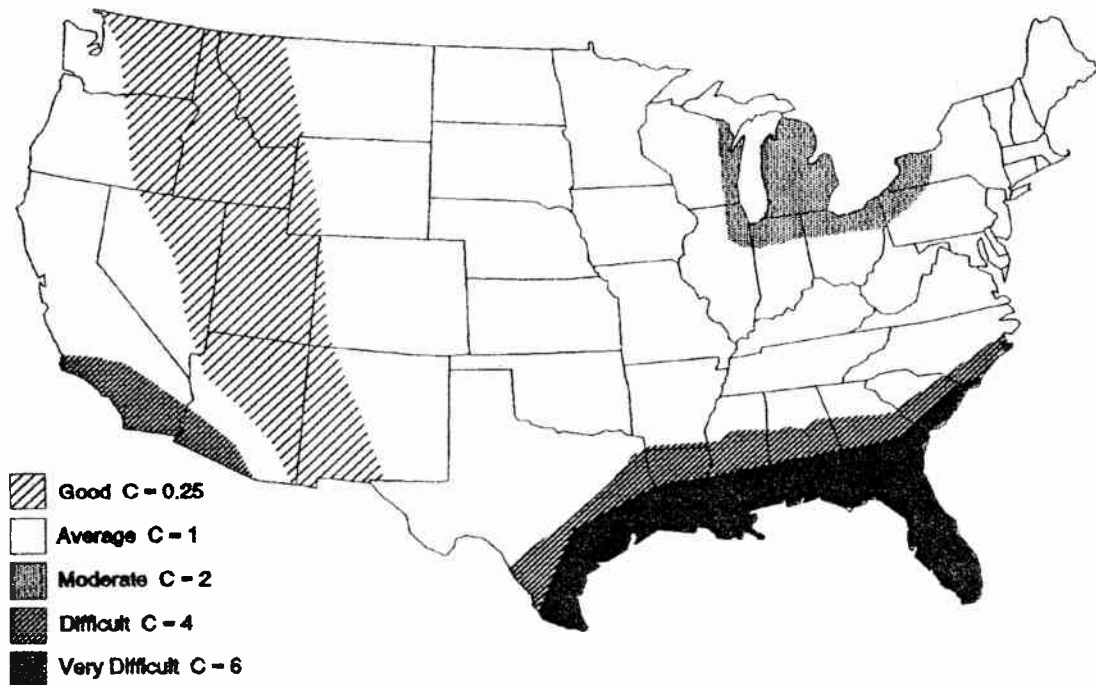 Good C = 0.25
Average C = 1
Moderate C = 2
Difficult C = 4
Very Difficult C = 6